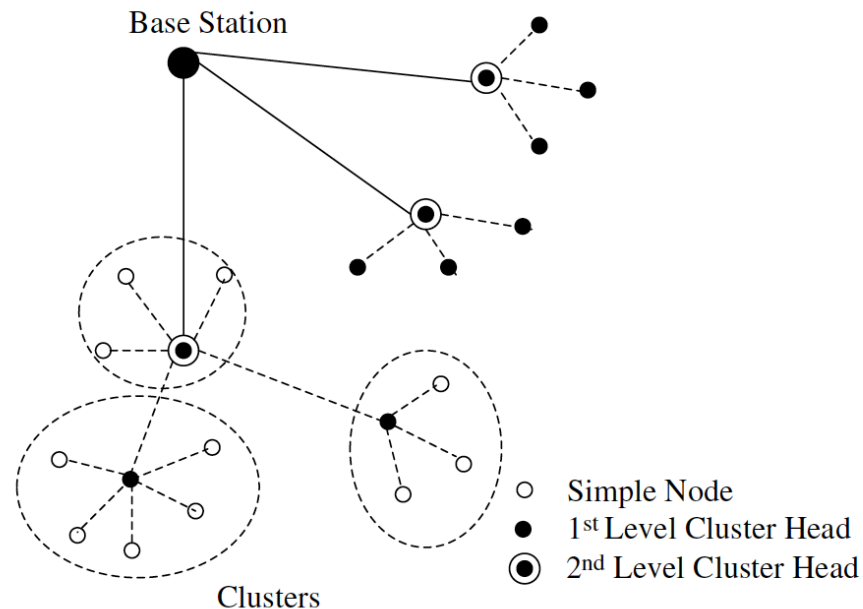 Base Station
Simple Node
1st Level Cluster Head
2nd Level Cluster Head
Clusters